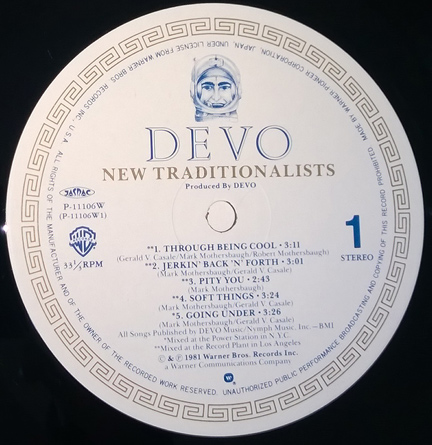 DEVO
NEW TRADITIONALISTS
Produced By DEVO
JASRAC
P-11106W
(P-11106W1)
33⅓RPM
1
STEREO
**1. THROUGH BEING COOL • 3:11
(Gerald V. Casale/Mark Mothersbaugh/Robert Mothersbaugh)
**2. JERKIN' BACK 'N' FORTH • 3:01
(Mark Mothersbaugh/Gerald V. Casale)
**3. PITY YOU • 2:43
(Mark Mothersbaugh)
**4. SOFT THINGS • 3:24
(Mark Mothersbaugh/Gerald V. Casale)
*5. GOING UNDER • 3:26
(Mark Mothersbaugh/Gerald V. Casale)
All Songs Published by DEVO Music/Nymph Music, Inc. —BMI
*Mixed at the Power Station in N.Y.C.
**Mixed at the Record Plant in Los Angeles
© & ℗ 1981 Warner Bros. Records Inc.
a Warner Communications Company
MADE BY WARNER PIONEER CORPORATION, JAPAN, UNDER LICENSE FROM WARNER BROS. RECORDS INC., U.S.A. ALL RIGHTS OF THE MANUFACTURER AND OF THE OWNER OF THE RECORDED WORK RESERVED. UNAUTHORIZED PUBLIC PERFORMANCE BROADCASTING AND COPYING OF THIS RECORD PROHIBITED.